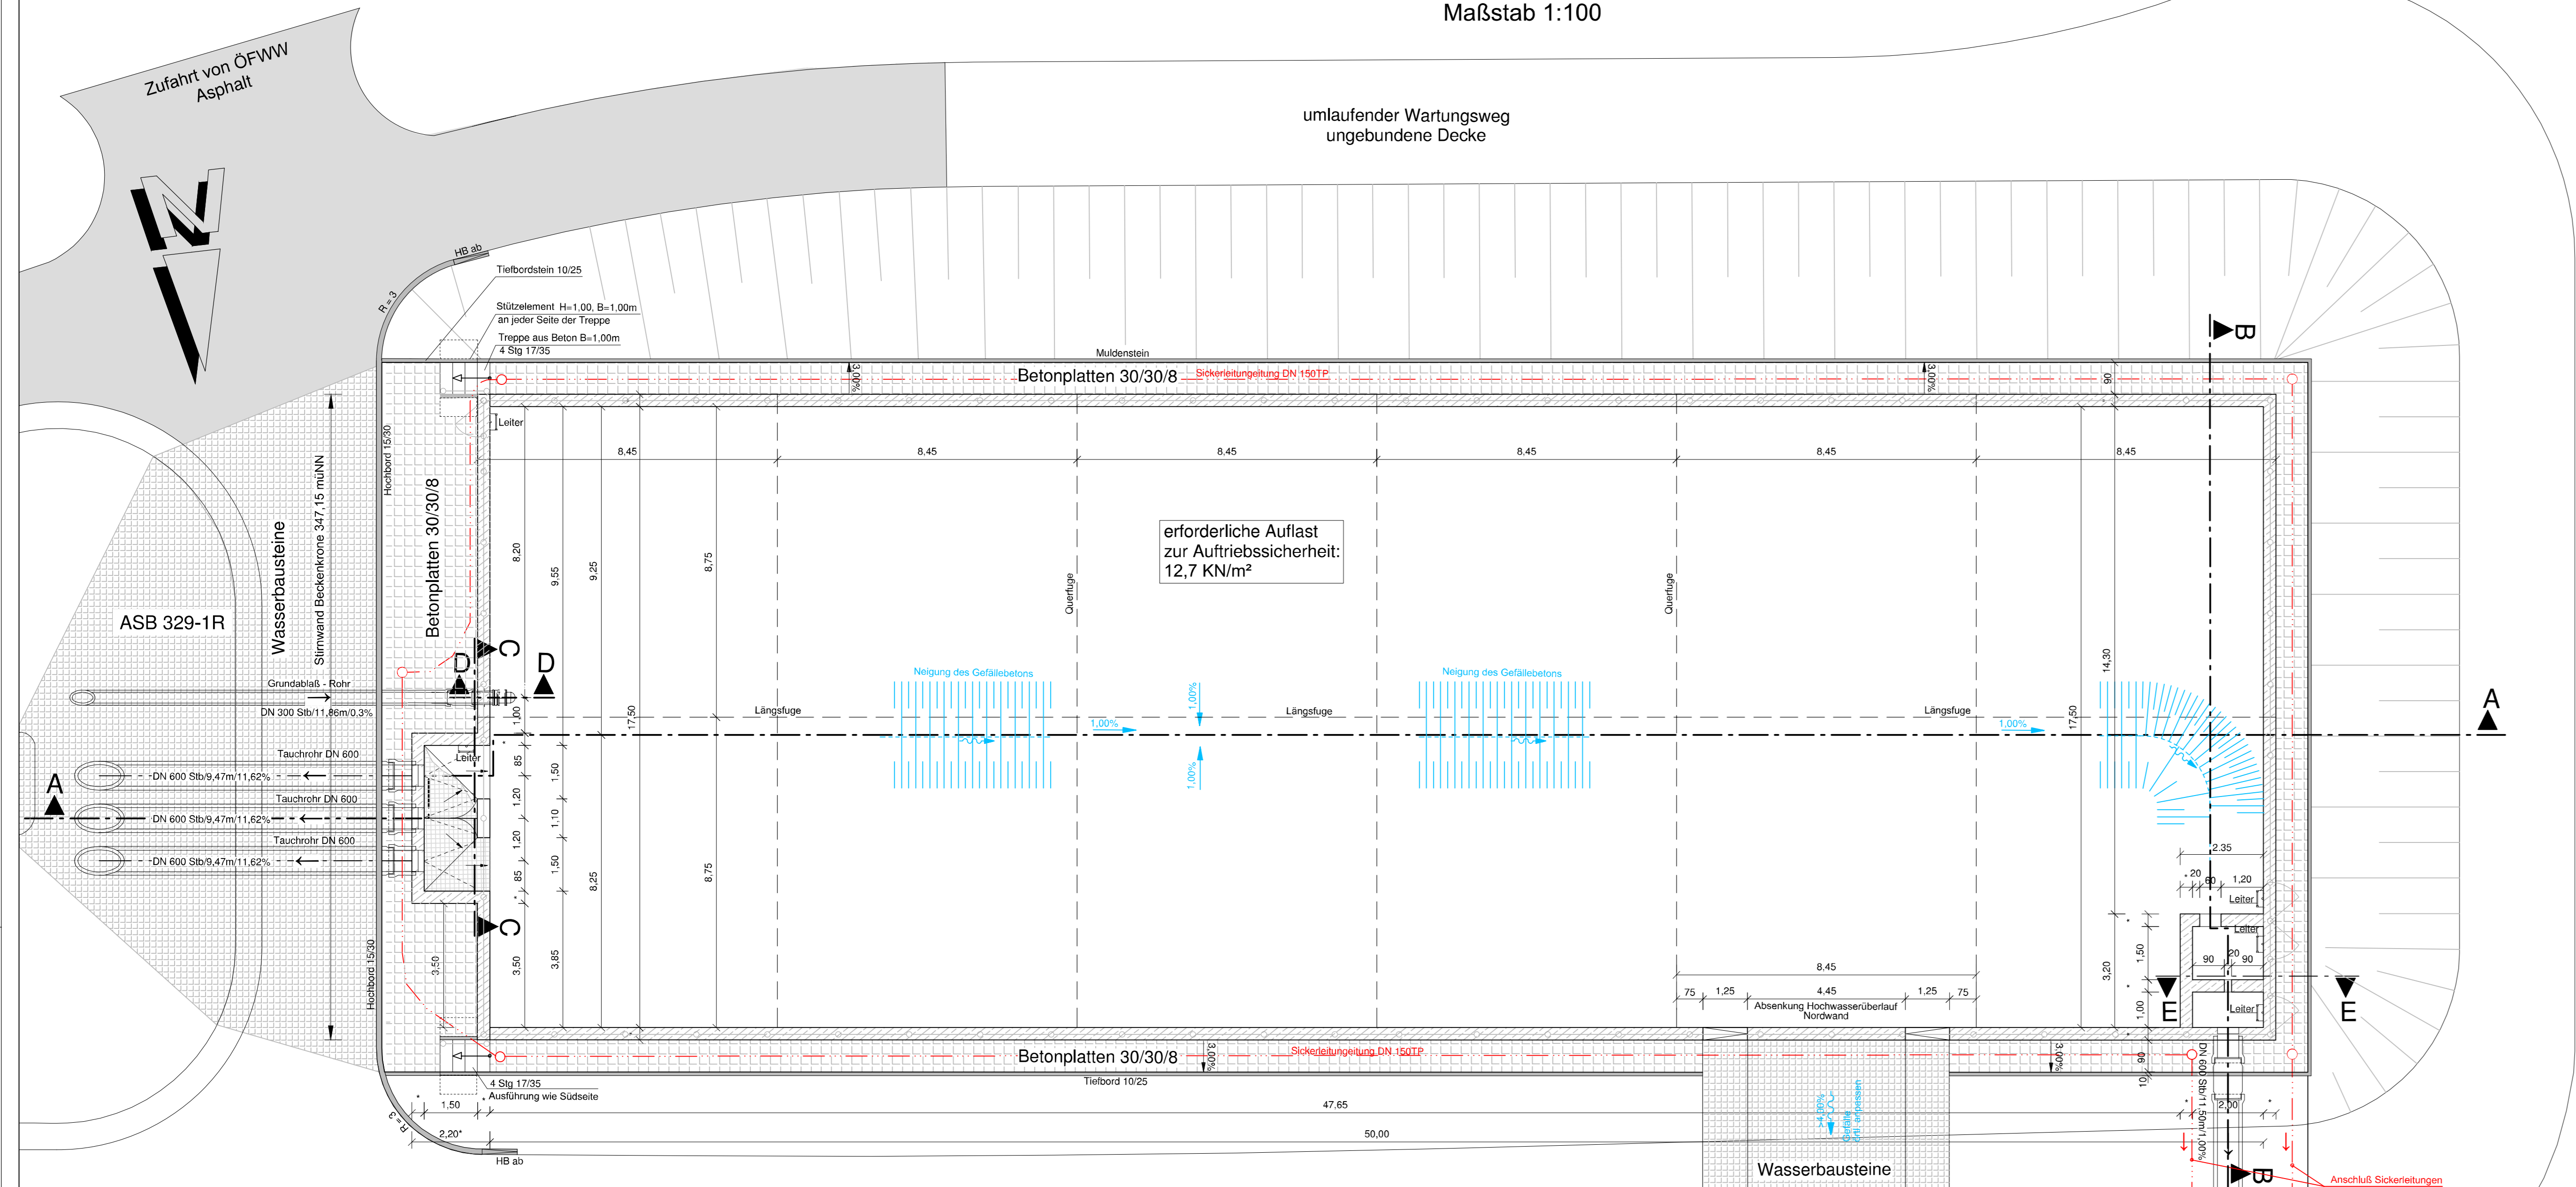 Maßstab 1:100
Zufahrt von ÖFWW
Asphalt
umlaufender Wartungsweg
ungebundene Decke
N
HB ab
R = 3
Tiefbordstein 10/25
Stützelement H=1,00, B=1,00m
an jeder Seite der Treppe
Treppe aus Beton B=1,00m
4 Stg 17/35
Muldenstein
Betonplatten 30/30/8
Sickerleitungeitung DN 150TP
3,00%
3,00%
90
B
Leiter
Hochbord 15/30
Betonplatten 30/30/8
Stirnwand Beckenkrone 347,15 müNN
Wasserbausteine
ASB 329-1R
8,45
8,45
8,45
8,45
8,45
8,45
erforderliche Auflast
zur Auftriebssicherheit:
12,7 KN/m²
8,20
9,55
9,25
8,75
17,50
Querfuge
Querfuge
14,30
17,50
C
D
D
Grundablaß - Rohr
DN 300 Stb/11,86m/0,3%
1,00
Längsfuge
Längsfuge
Längsfuge
Neigung des Gefällebetons
Neigung des Gefällebetons
1,00%
1,00%
1,00%
1,00%
A
A
Tauchrohr DN 600
DN 600 Stb/9,47m/11,62%
Tauchrohr DN 600
DN 600 Stb/9,47m/11,62%
Tauchrohr DN 600
DN 600 Stb/9,47m/11,62%
Leiter
85
1,20
1,20
85
*
1,50
1,10
1,50
8,25
8,75
C
3,50
3,50
3,85
Hochbord 15/30
2.35
* 20
60
1,20
Leiter
Leiter
90
20
90
Leiter
1,50
1,00
3,20
E
E
8,45
75
1,25
4,45
1,25
75
Absenkung Hochwasserüberlauf
Nordwand
Betonplatten 30/30/8
Sickerleitungeitung DN 150TP
3,00%
3,00%
90
10
Tiefbord 10/25
4 Stg 17/35
Ausführung wie Südseite
R = 3
HB ab
*
1,50
*
47,65
*
2,00
*
2,20*
50,00
DN 600 Stb/11,50m/1,00%
>4,30%
Gefälle
Wasserbausteine
B
Anschluß Sickerleitungen